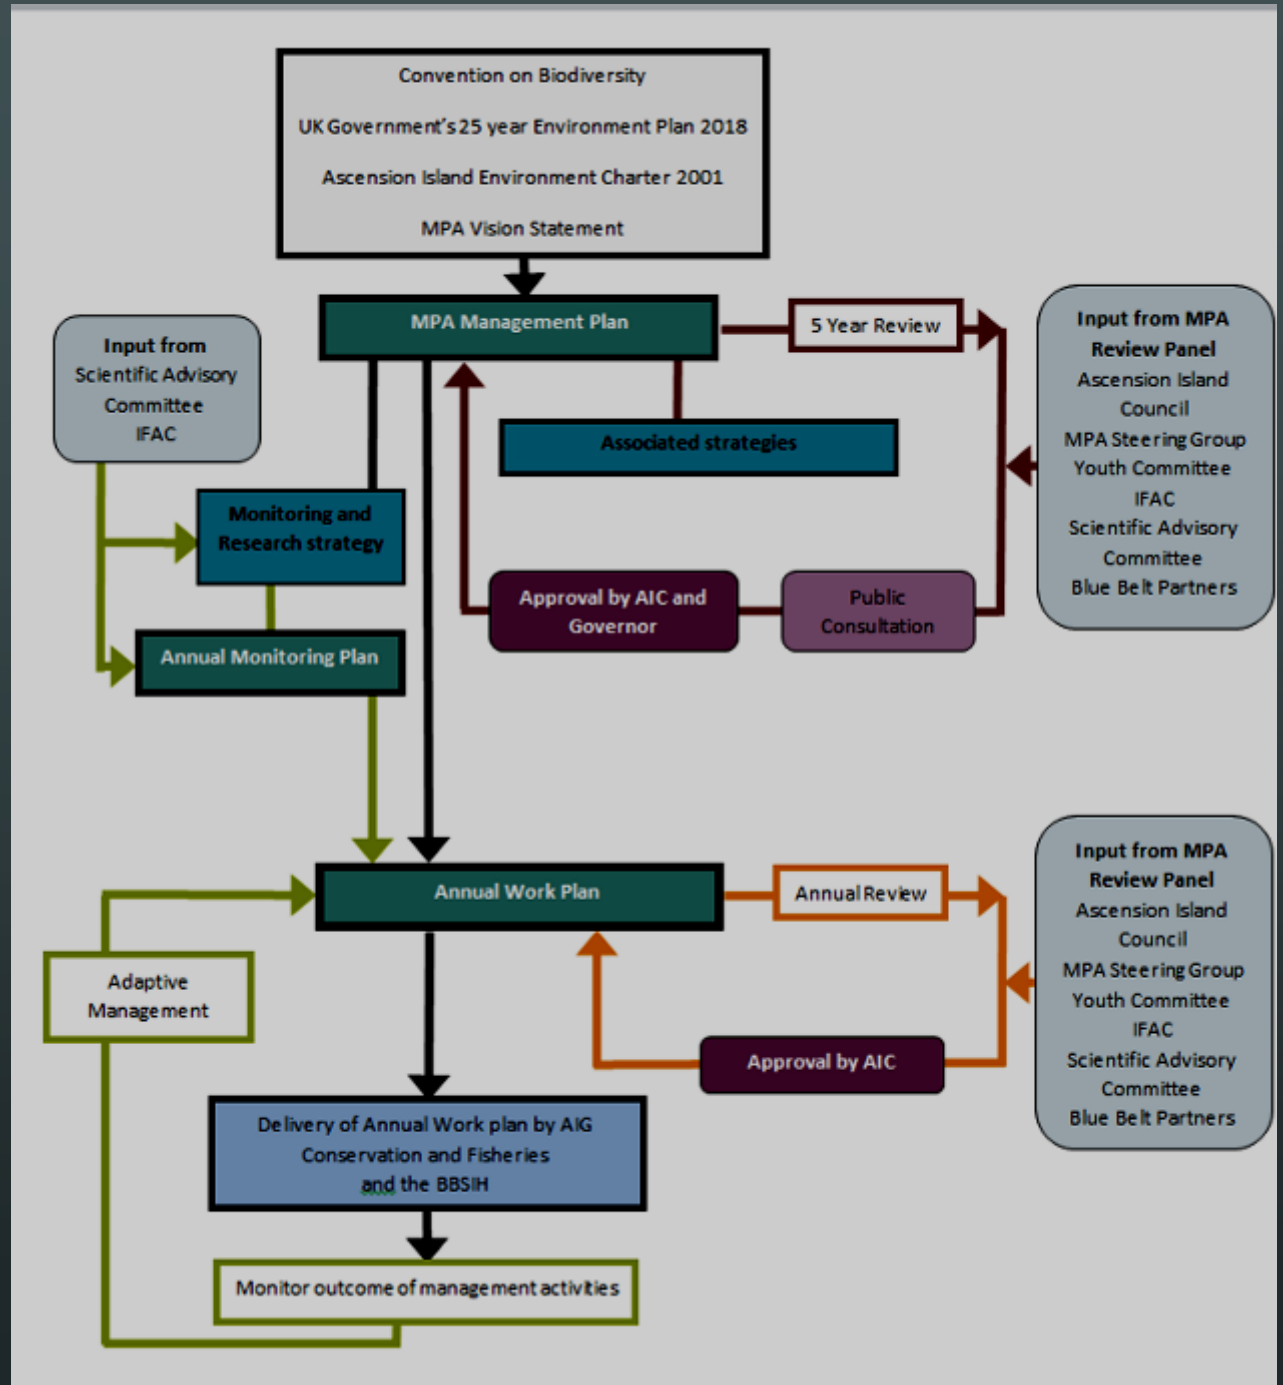 Convention on Biodiversity
UK Government's 25 year Environment Plan 2018
Ascension Island Environment Charter 2001
MPA Vision Statement
MPA Management Plan
5 Year Review
Input from MPA
Review Panel
Ascension Island
Council
MPA Steering Group
Youth Committee
IFAC
Scientific Advisory
Committee
Blue Belt Partners
Input from
Scientific Advisory
Committee
IFAC
Associated strategies
Monitoring and
Research strategy
Approval by AIC and
Governor
Public
Consultation
Annual Monitoring Plan
Annual Work Plan
Annual Review
Input from MPA
Review Panel
Ascension Island
Council
MPA Steering Group
Youth Committee
IFAC
Scientific Advisory
Committee
Blue Belt Partners
Adaptive
Management
Approval by AIC
Delivery of Annual Work plan by AIG
Conservation and Fisheries
and the BBSIH
Monitor outcome of management activities